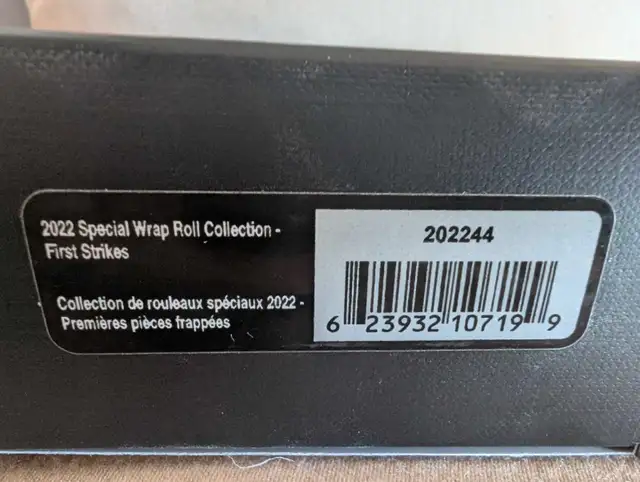 2022 Special Wrap Roll Collection -
First Strikes
Collection de rouleaux spéciaux 2022 -
Premières pièces frappées
202244
6 23932 10719 9